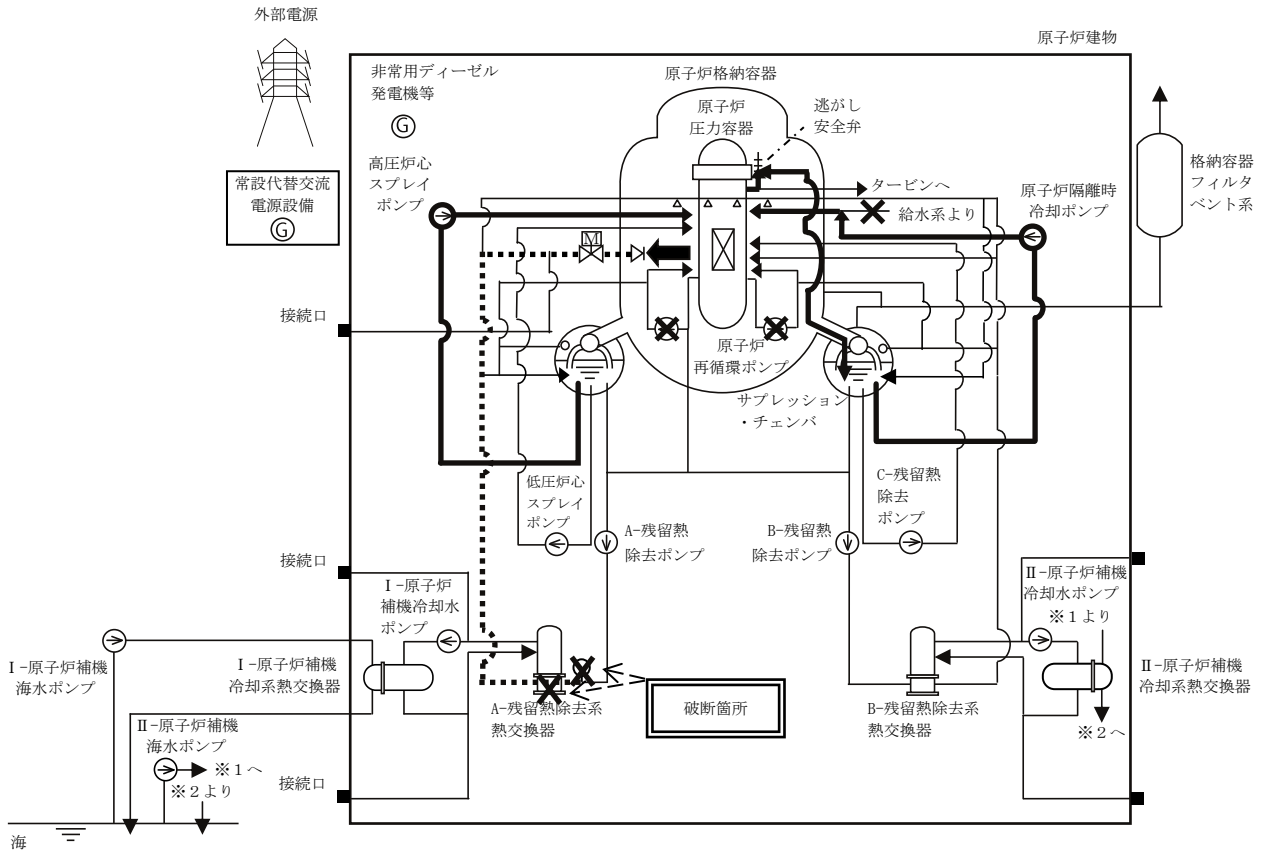 外部電源
原子炉建物
非常用ディーゼル
発電機等
G
原子炉格納容器
原子炉
圧力容器
逃がし
安全弁
常設代替交流
電源設備
G
高圧炉心
スプレイ
ポンプ
タービンへ
給水系より
原子炉隔離時
冷却ポンプ
格納容器
フィルタ
ベント系
M
接続口
原子炉
再循環ポンプ
サプレッション
・チェンバ
低圧炉心
スプレイ
ポンプ
A-残留熱
除去ポンプ
B-残留熱
除去ポンプ
C-残留熱
除去
ポンプ
接続口
Ⅰ-原子炉
補機冷却水
ポンプ
Ⅱ-原子炉補機
冷却水ポンプ
※1より
Ⅰ-原子炉補機
海水ポンプ
Ⅰ-原子炉補機
冷却系熱交換器
Ⅱ-原子炉補機
冷却系熱交換器
A-残留熱除去系
熱交換器
破断箇所
B-残留熱除去系
熱交換器
※2へ
Ⅱ-原子炉補機
海水ポンプ
※1へ
※2より
接続口
海